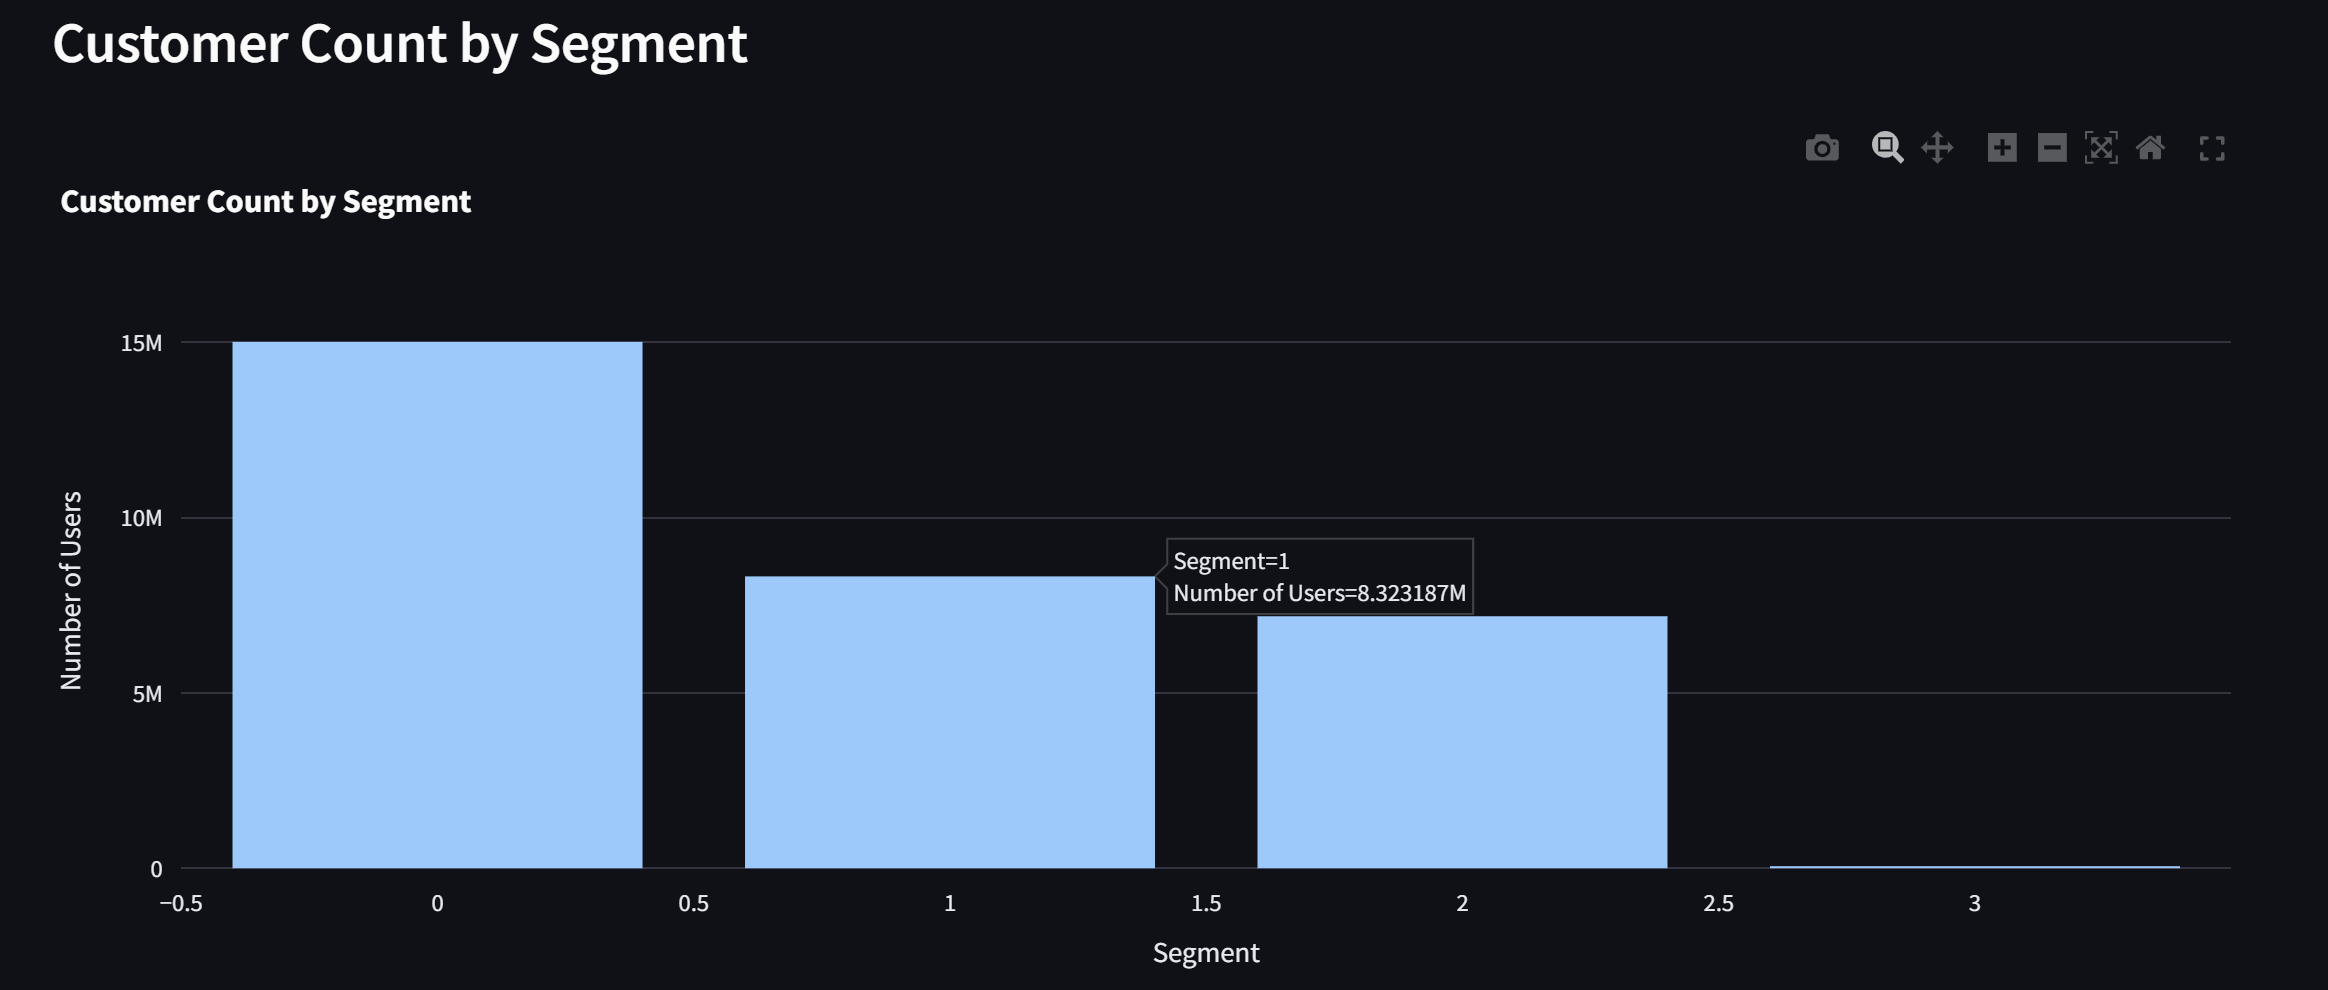 Customer Count by Segment
Customer Count by Segment
15M
10M
5M
0
Number of Users
Segment=1
Number of Users=8.323187M
−0.5
0
0.5
1
1.5
2
2.5
3
Segment